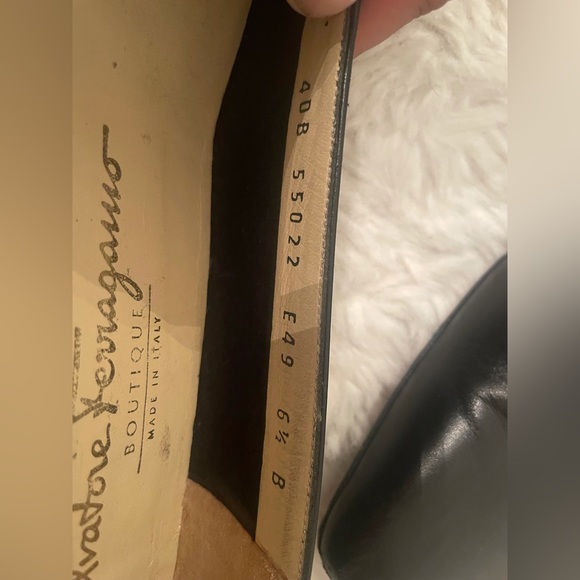 Salvatore Ferragamo
BOUTIQUE
MADE IN ITALY
4DB 55022 E49 6½ B